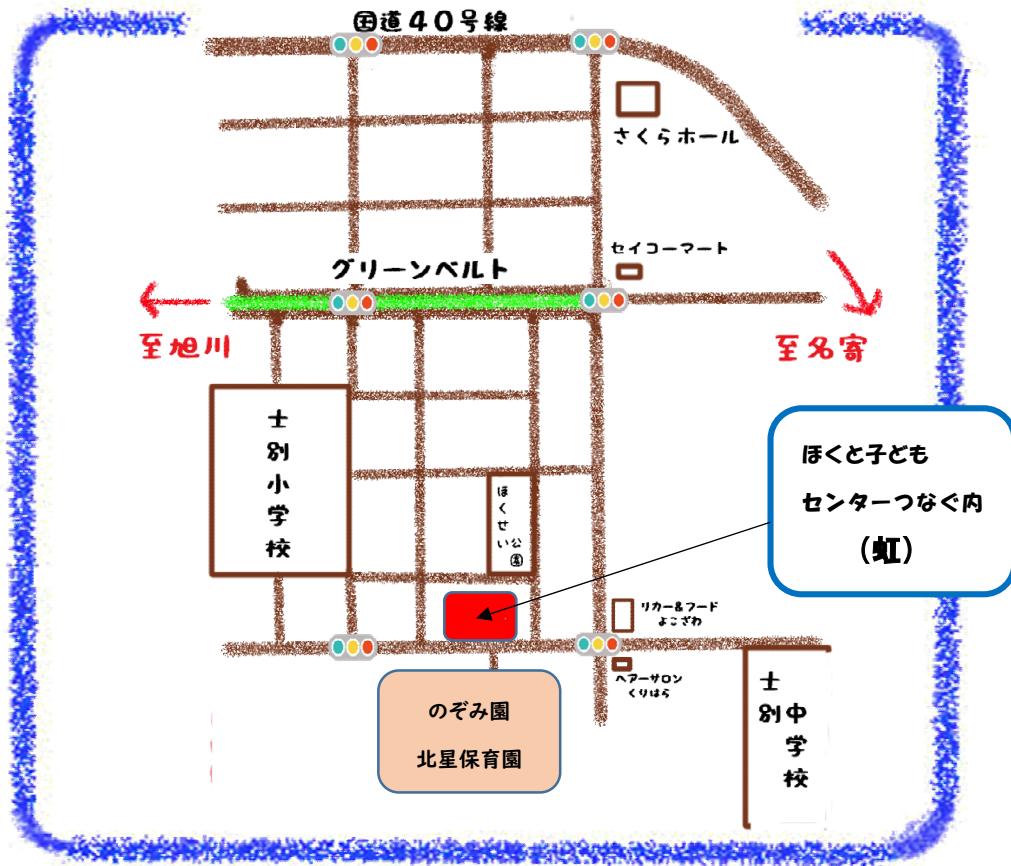 国道40号線
さくらホール
セイコーマート
グリーンベルト
至旭川
至名寄
士別小学校
ほくせい
公園
ほくと子ども
センターつなぐ内
(虹)
リカー&フード
よこざわ
ヘアーサロン
くりはら
のぞみ園
北星保育園
士別
中学校